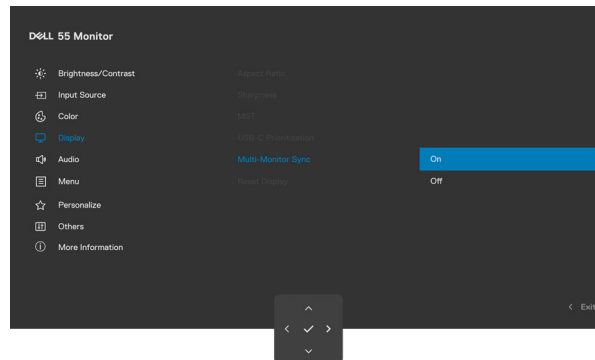 DELL 55 Monitor
Brightness/Contrast
Input Source
Color
Display
Audio
Menu
Personalize
Others
More Information
Aspect Ratio
Sharpness
MST
USB-C Prioritization
Multi-Monitor Sync
Reset Display
On
Off
Exit